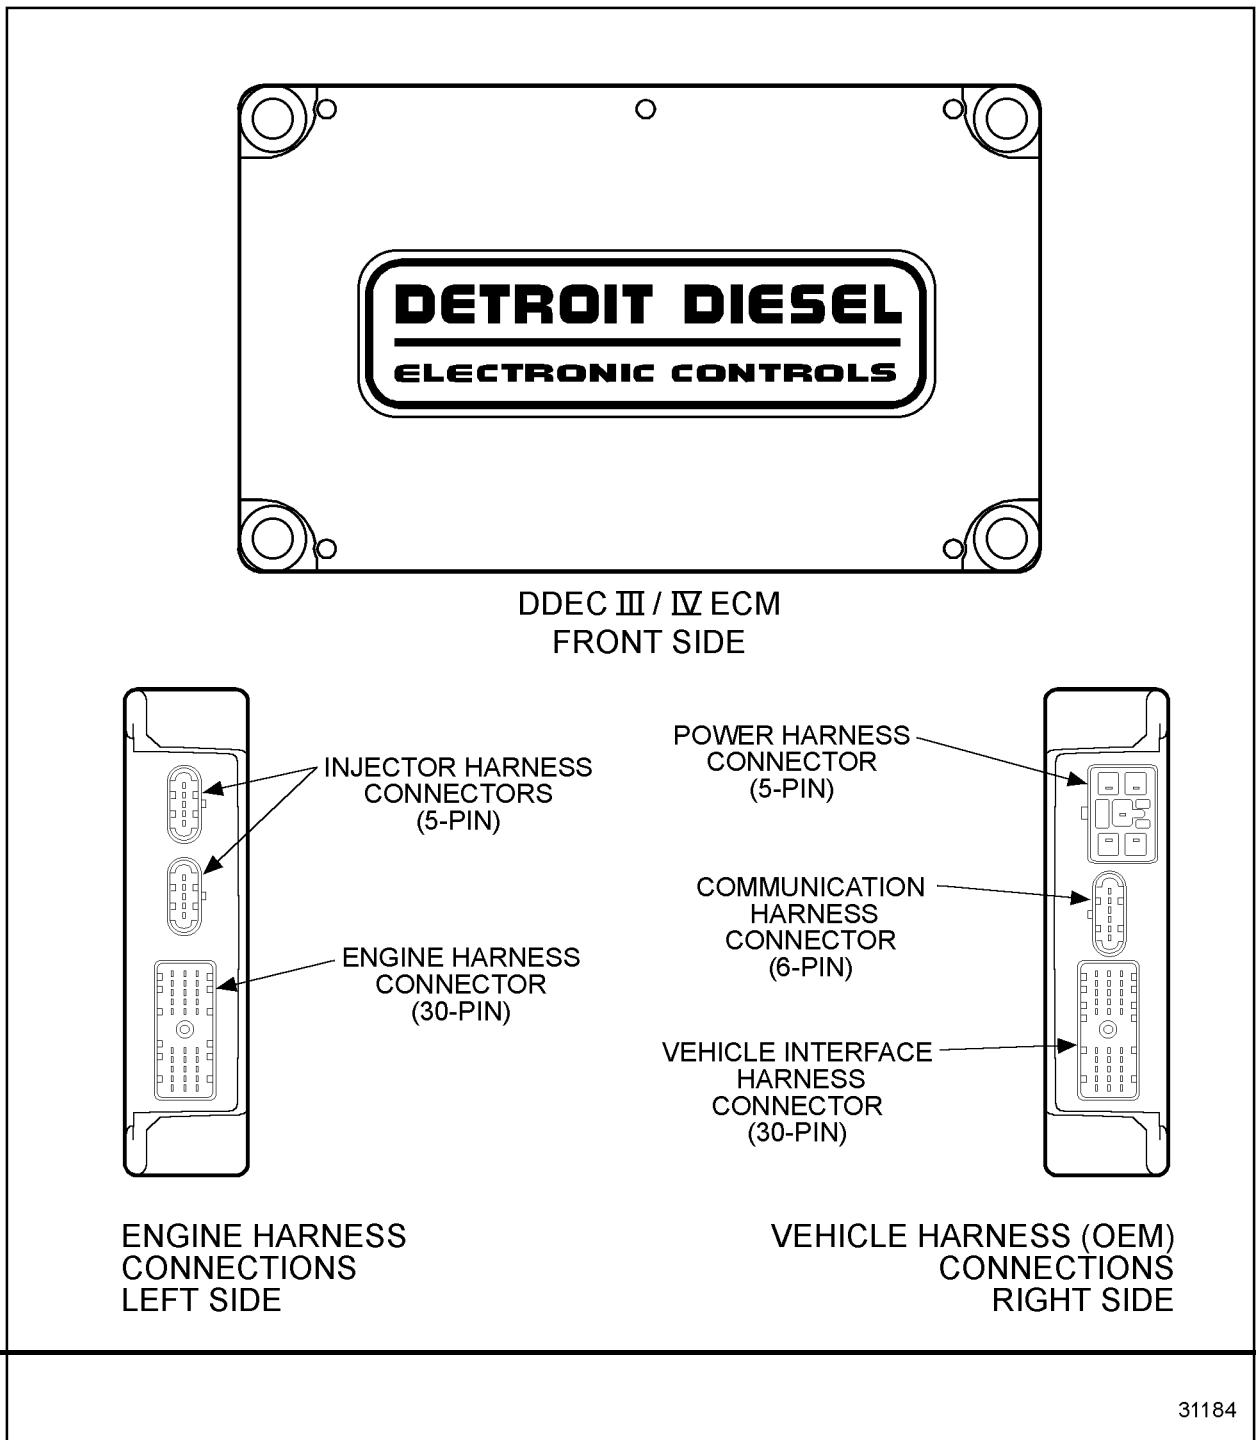 DETROIT DIESEL
ELECTRONIC CONTROLS
DDEC III / IV ECM
FRONT SIDE
INJECTOR HARNESS
CONNECTORS
(5-PIN)
ENGINE HARNESS
CONNECTOR
(30-PIN)
POWER HARNESS
CONNECTOR
(5-PIN)
COMMUNICATION
HARNESS
CONNECTOR
(6-PIN)
VEHICLE INTERFACE
HARNESS
CONNECTOR
(30-PIN)
ENGINE HARNESS
CONNECTIONS
LEFT SIDE
VEHICLE HARNESS (OEM)
CONNECTIONS
RIGHT SIDE
31184